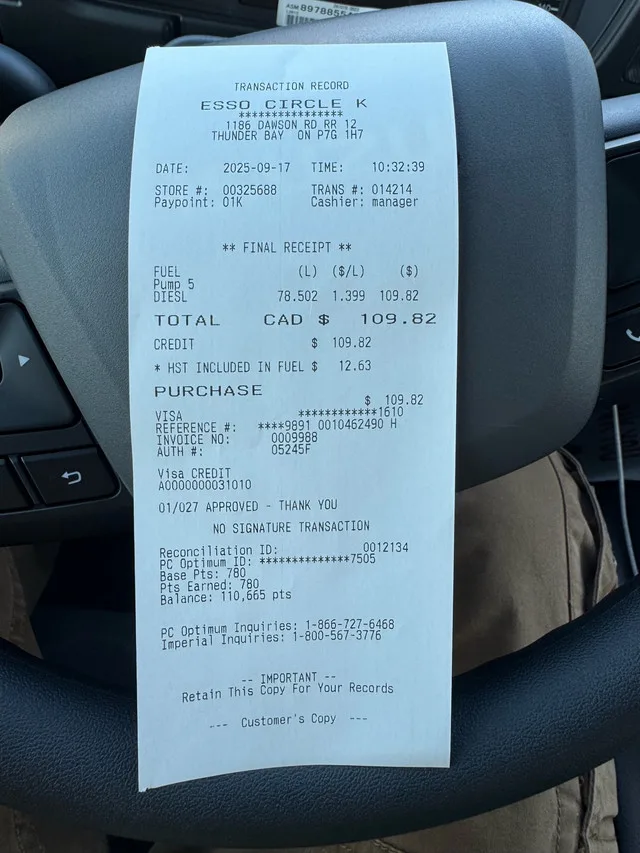 TRANSACTION RECORD
ESSO CIRCLE K
****************
1186 DAWSON RD RR 12
THUNDER BAY ON P7G 1H7
DATE: 2025-09-17 TIME: 10:32:39
STORE #: 00325688 TRANS #: 014214
Paypoint: 01K Cashier: manager
** FINAL RECEIPT **
FUEL (L) ($/L) ($)
Pump 5
DIESL 78.502 1.399 109.82
TOTAL CAD $ 109.82
CREDIT $ 109.82
* HST INCLUDED IN FUEL $ 12.63
PURCHASE
$ 109.82
VISA ************1610
REFERENCE #: ****9891 0010462490 H
INVOICE NO: 0009988
AUTH #: 05245F
Visa CREDIT
A0000000031010
01/027 APPROVED - THANK YOU
NO SIGNATURE TRANSACTION
Reconciliation ID: 0012134
PC Optimum ID: **************7505
Base Pts: 780
Pts Earned: 780
Balance: 110,665 pts
PC Optimum Inquiries: 1-866-727-6468
Imperial Inquiries: 1-800-567-3776
-- IMPORTANT --
Retain This Copy For Your Records
--- Customer's Copy ---